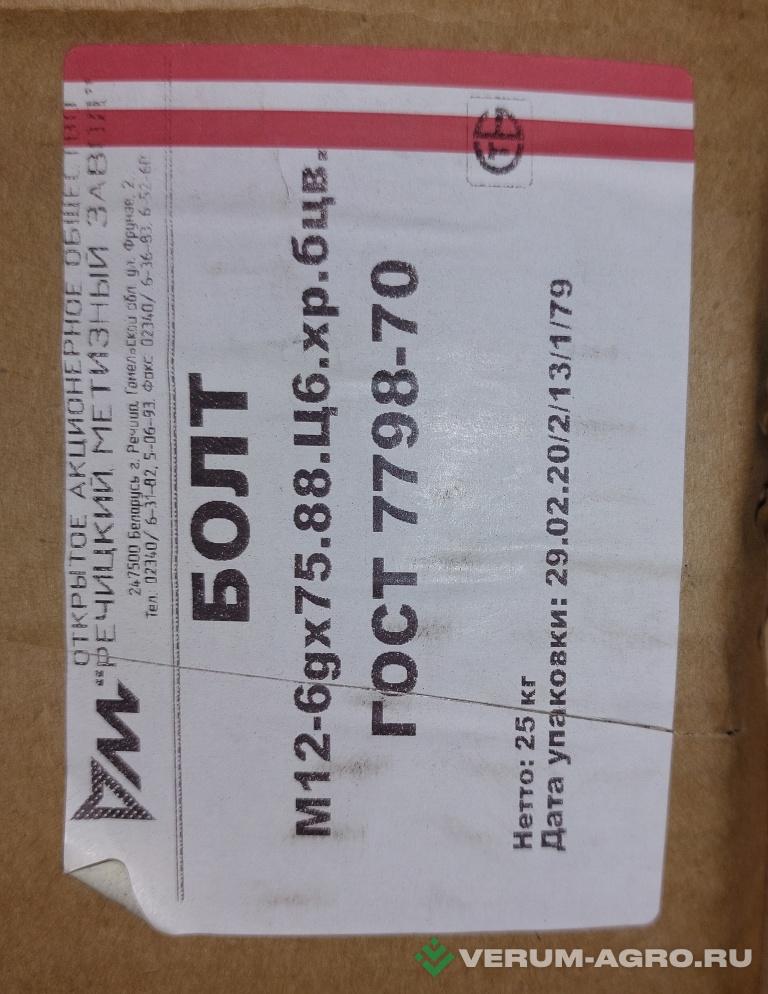 ОТКРЫТОЕ АКЦИОНЕРНОЕ ОБЩЕСТВО
"РЕЧИЦКИЙ МЕТИЗНЫЙ ЗАВОД"
247500 Беларусь г. Речица, Гомельской обл. ул. Фрунзе, 2
Тел. 02340/ 6-31-82, 5-06-93. Факс. 02340/ 6-36-93, 6-52-60
БОЛТ
М12-6gх75.88.Ц6.хр.бцв.
ГОСТ 7798-70
Нетто: 25 кг
Дата упаковки: 29.02.20/2/13/1/79
VERUM-AGRO.RU